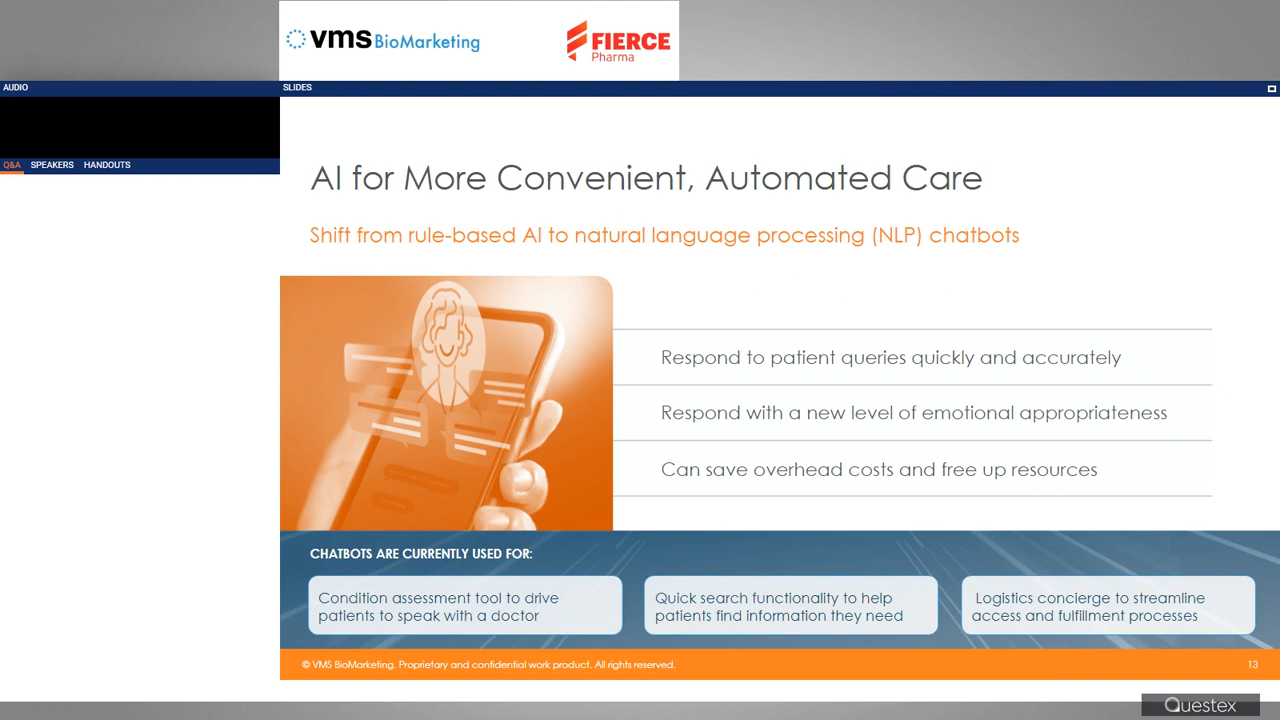 vms BioMarketing
FIERCE
Pharma
AUDIO
SLIDES
Q&A SPEAKERS HANDOUTS
AI for More Convenient, Automated Care
Shift from rule-based AI to natural language processing (NLP) chatbots
Respond to patient queries quickly and accurately
Respond with a new level of emotional appropriateness
Can save overhead costs and free up resources
CHATBOTS ARE CURRENTLY USED FOR:
Condition assessment tool to drive
patients to speak with a doctor
Quick search functionality to help
patients find information they need
Logistics concierge to streamline
access and fulfillment processes
© VMS BioMarketing. Proprietary and confidential work product. All rights reserved.
13
Questex